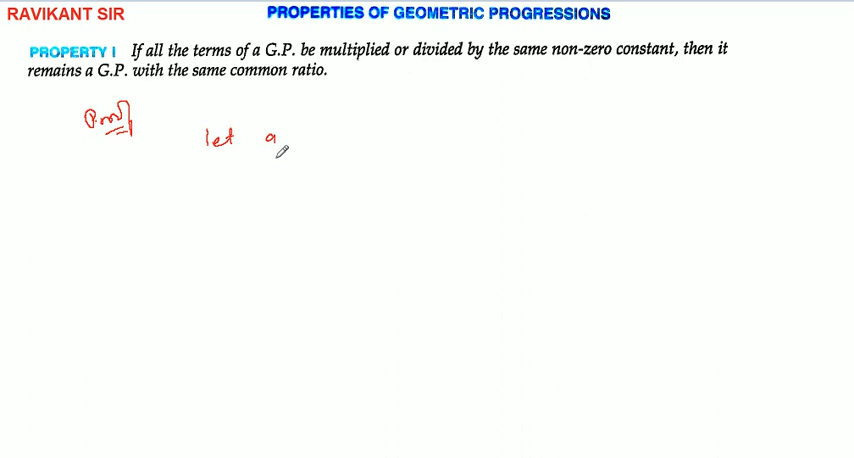 RAVIKANT SIR
PROPERTIES OF GEOMETRIC PROGRESSIONS
PROPERTY I If all the terms of a G.P. be multiplied or divided by the same non-zero constant, then it
remains a G.P. with the same common ratio.
Proof
let a